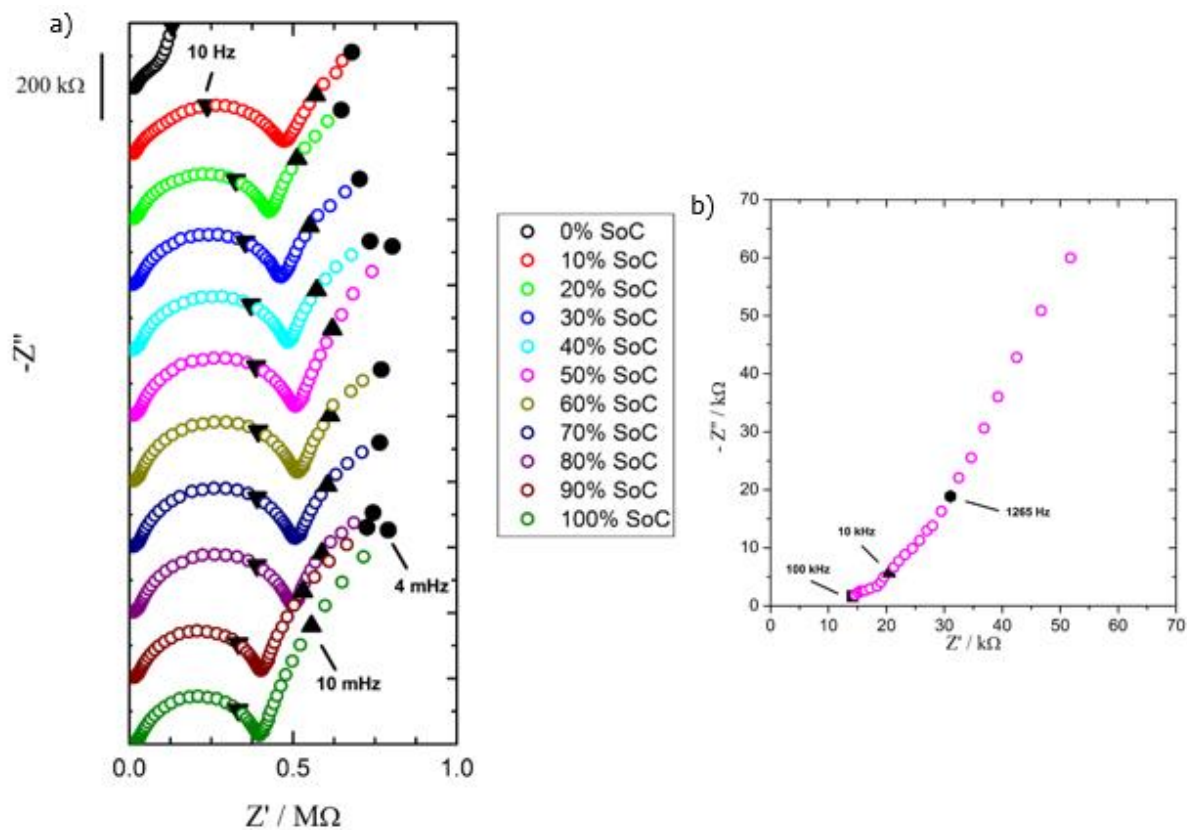 a)
10 Hz
200 kΩ
-Z"
4 mHz
10 mHz
0.0 0.5 1.0
Z' / MΩ
0% SoC
10% SoC
20% SoC
30% SoC
40% SoC
50% SoC
60% SoC
70% SoC
80% SoC
90% SoC
100% SoC
b)
70
60
50
40
30
20
10
0
- Z'' / kΩ
1265 Hz
10 kHz
100 kHz
0 10 20 30 40 50 60 70
Z' / kΩ